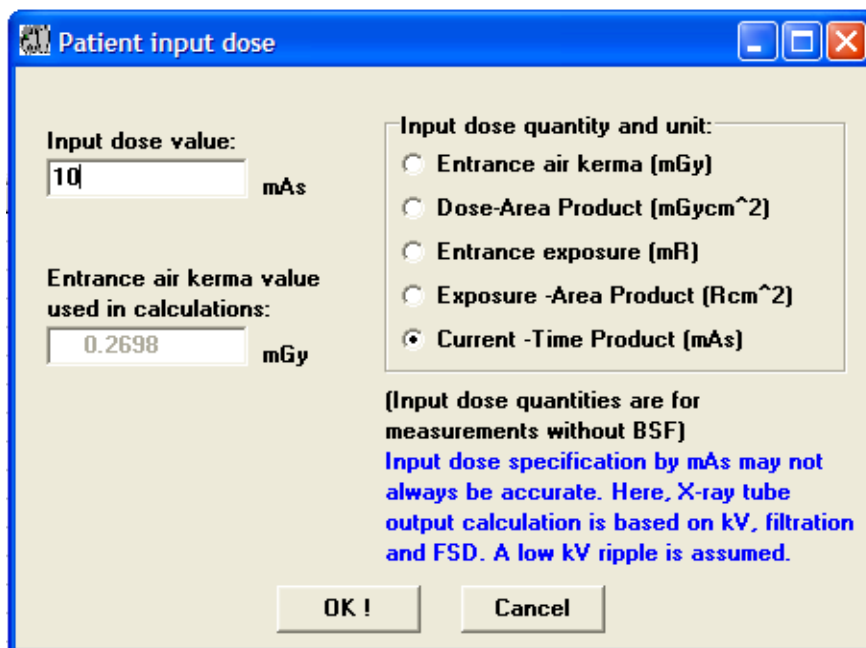 Patient input dose
Input dose value:
10
mAs
Entrance air kerma value
used in calculations:
0.2698
mGy
Input dose quantity and unit:
Entrance air kerma (mGy)
Dose-Area Product (mGycm^2)
Entrance exposure (mR)
Exposure -Area Product (Rcm^2)
Current -Time Product (mAs)
(Input dose quantities are for
measurements without BSF)
Input dose specification by mAs may not
always be accurate. Here, X-ray tube
output calculation is based on kV, filtration
and FSD. A low kV ripple is assumed.
OK !
Cancel